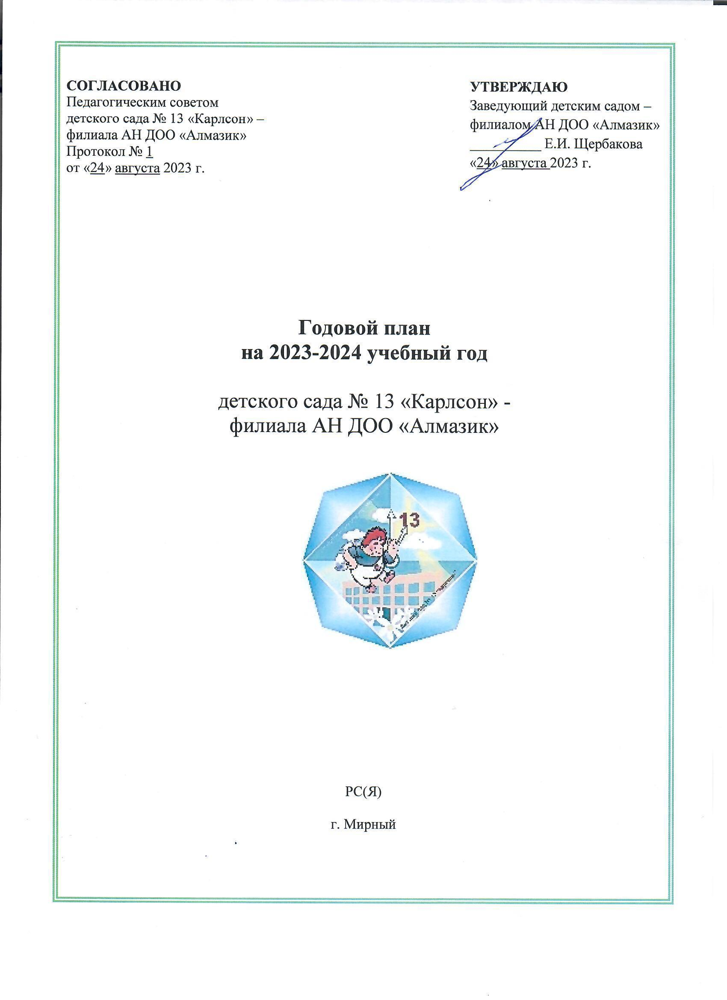 СОГЛАСОВАНО
Педагогическим советом
детского сада № 13 «Карлсон» –
филиала АН ДОО «Алмазик»
Протокол № 1
от «24» августа 2023 г.
УТВЕРЖДАЮ
Заведующий детским садом –
филиалом АН ДОО «Алмазик»
__________ Е.И. Щербакова
«24» августа 2023 г.
Годовой план
на 2023-2024 учебный год
детского сада № 13 «Карлсон» -
филиала АН ДОО «Алмазик»
13
РС(Я)
г. Мирный